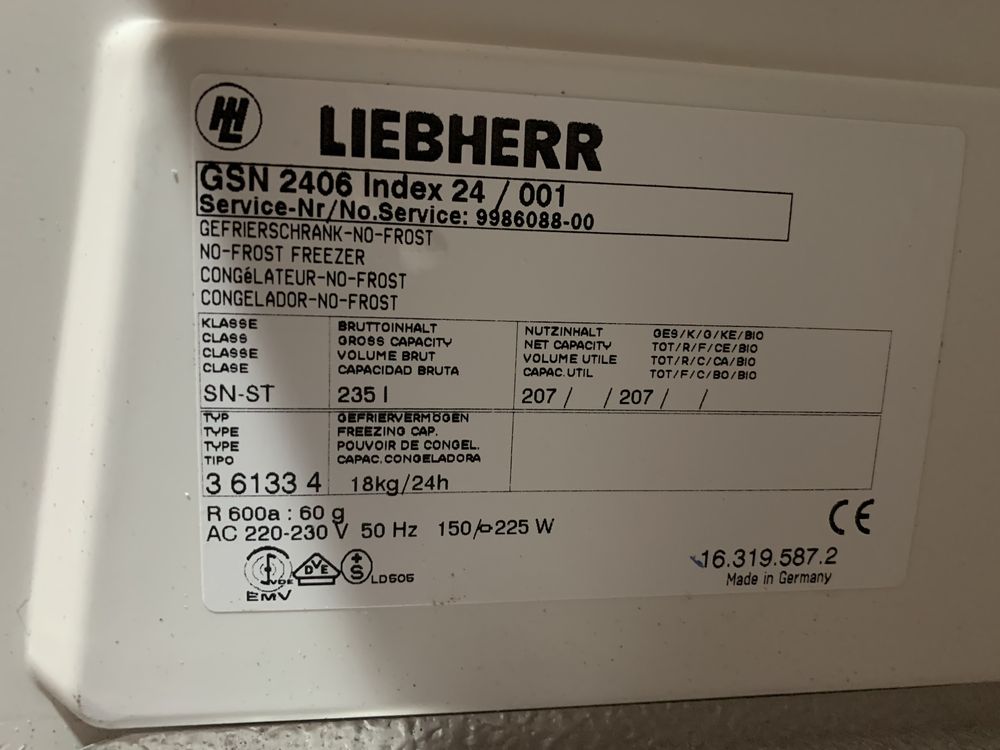 LIEBHERR
GSN 2406 Index 24 / 001
Service-Nr/No.Service: 9986088-00
GEFRIERSCHRANK-NO-FROST
NO-FROST FREEZER
CONGéLATEUR-NO-FROST
CONGELADOR-NO-FROST
KLASSE BRUTTOINHALT NUTZINHALT GES/K/G/KE/BIO
CLASS GROSS CAPACITY NET CAPACITY TOT/R/F/CE/BIO
CLASSE VOLUME BRUT VOLUME UTILE TOT/R/C/CA/BIO
CLASE CAPACIDAD BRUTA CAPAC.UTIL TOT/F/C/BO/BIO
SN-ST 235 l 207 / / 207 / /
TYP GEFRIERVERMÖGEN
TYPE FREEZING CAP.
TYPE POUVOIR DE CONGEL.
TIPO CAPAC.CONGELADORA
3 6133 4 18kg/24h
R 600a : 60 g
AC 220-230 V 50 Hz 150/225 W
CE
VDE
EMV
ÖVE
+S
LD505
16.319.587.2
Made in Germany